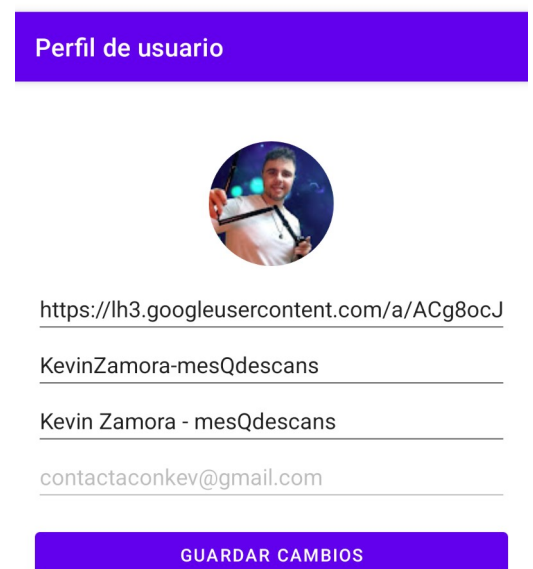 Perfil de usuario
https://lh3.googleusercontent.com/a/ACg8ocJ
KevinZamora-mesQdescans
Kevin Zamora - mesQdescans
contactaconkev@gmail.com
GUARDAR CAMBIOS